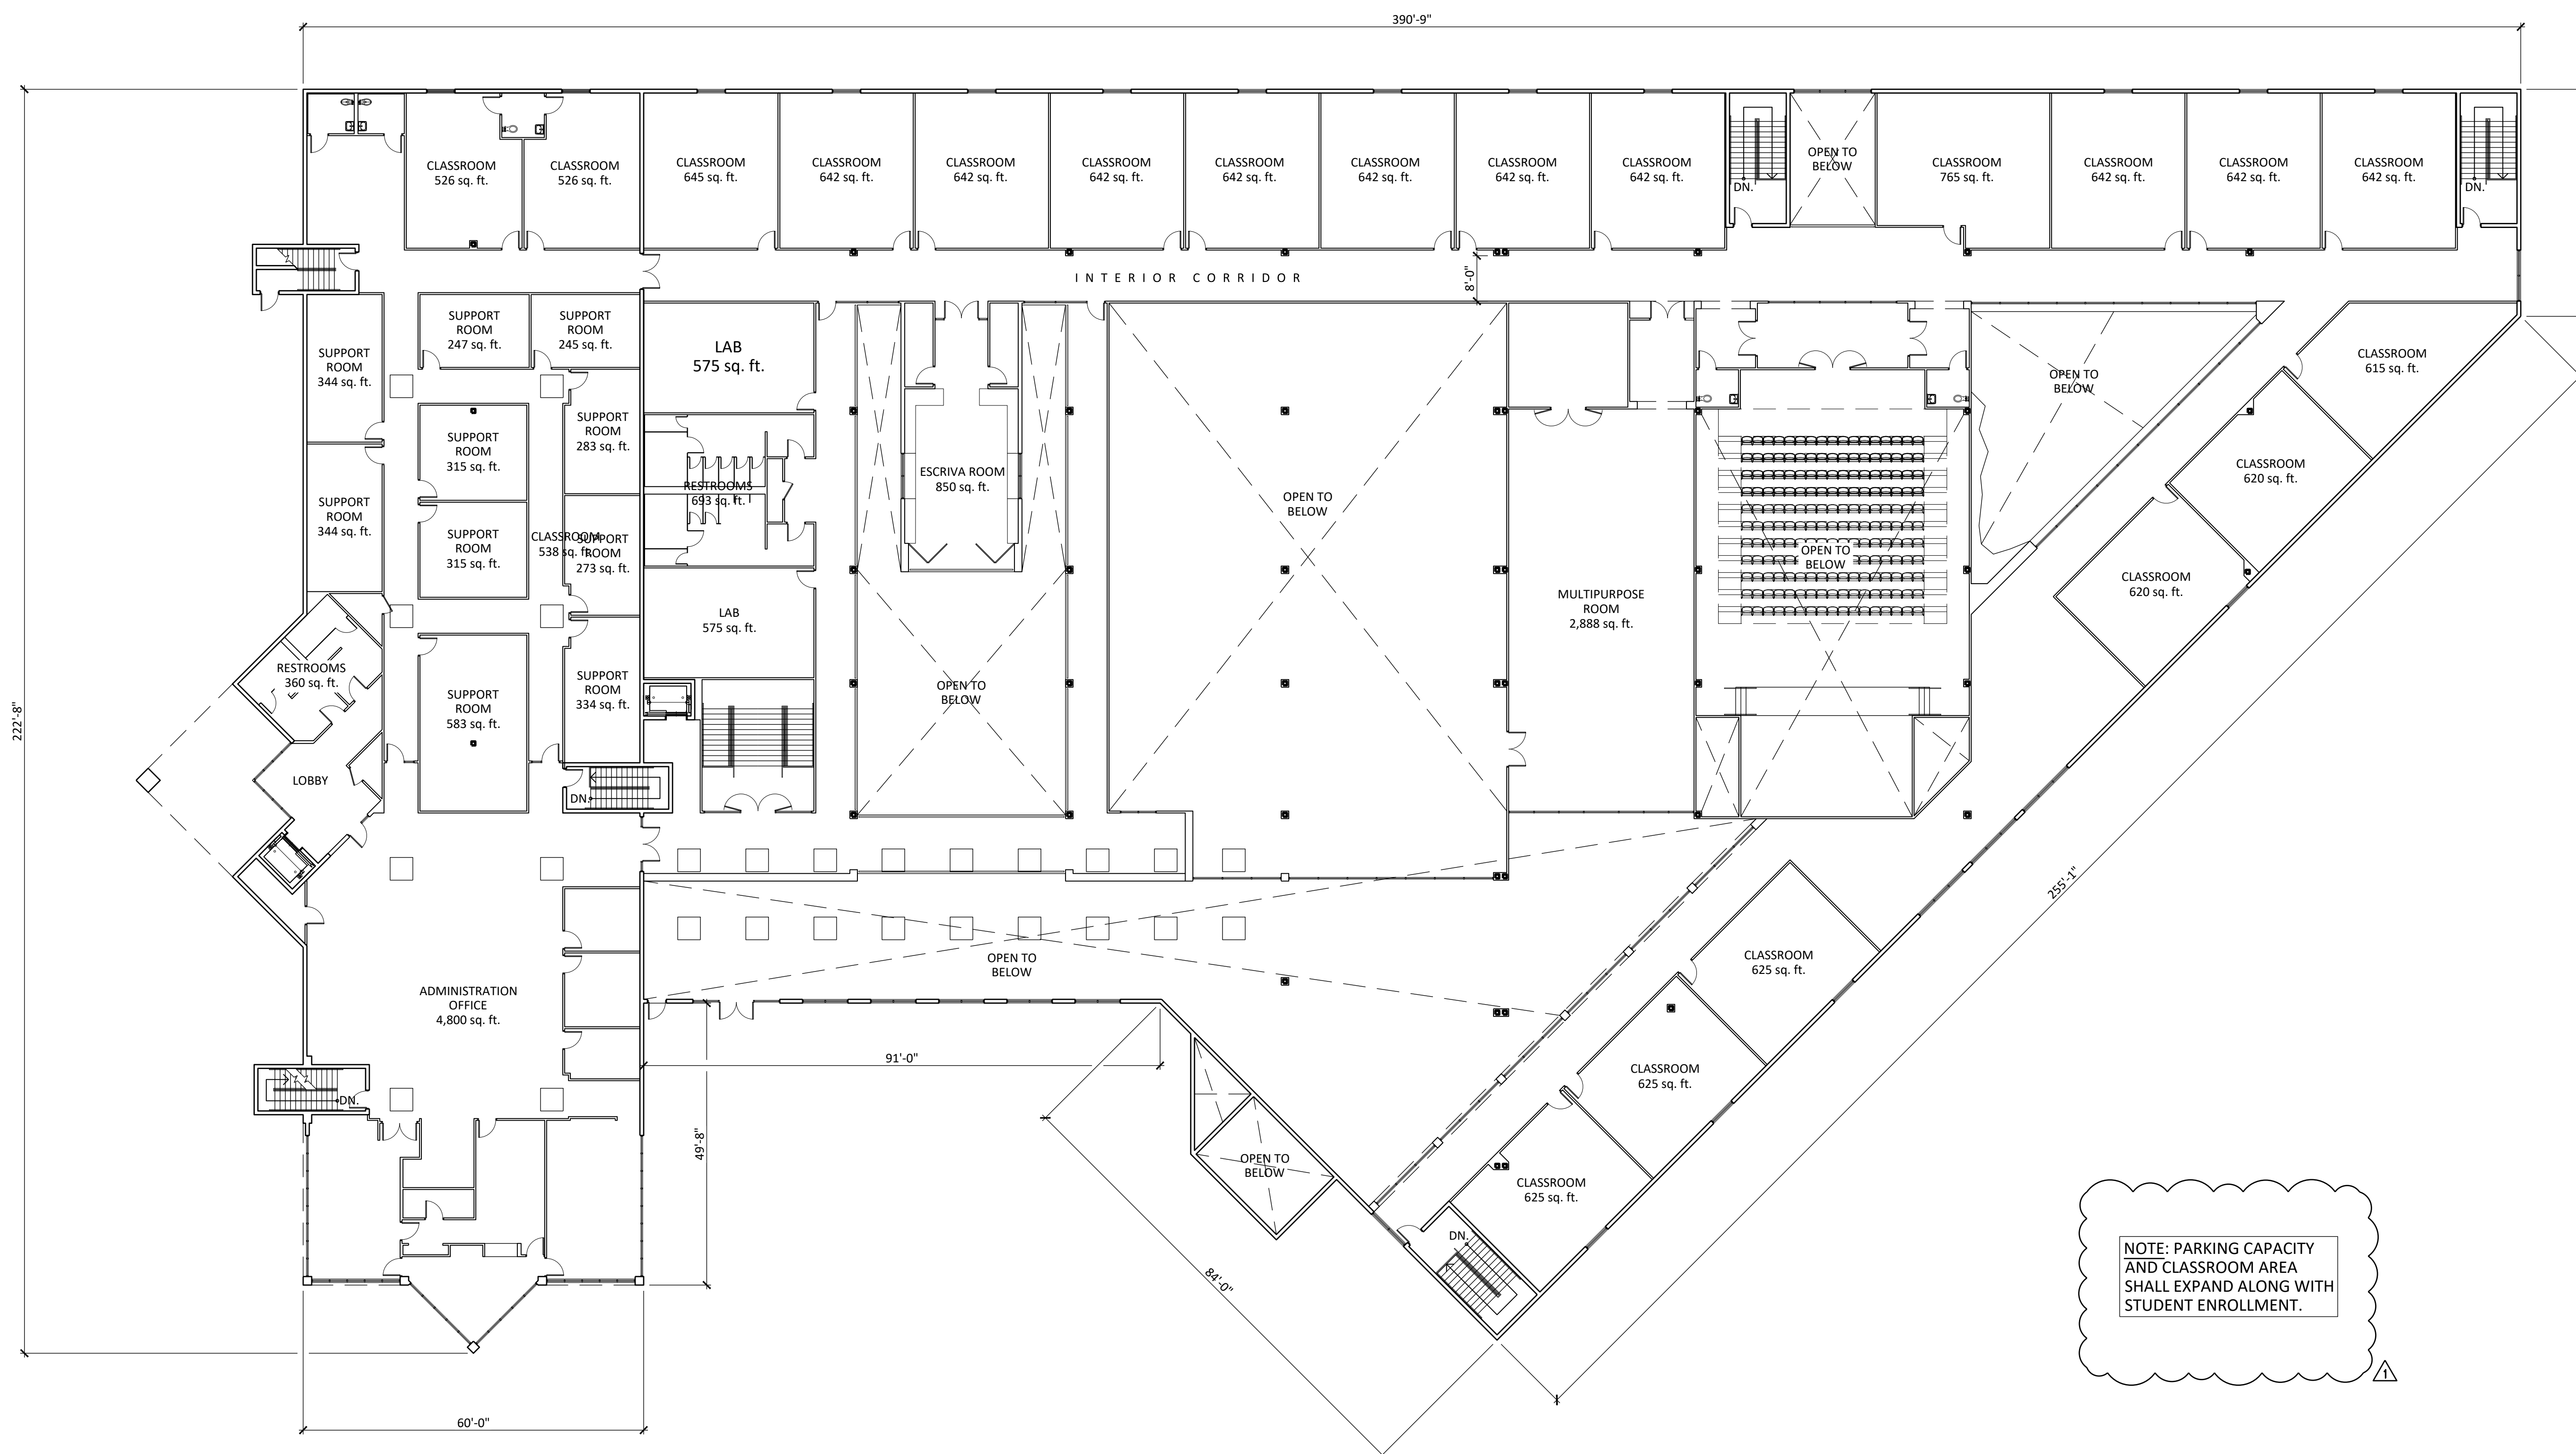 390'-9"
CLASSROOM
526 sq. ft.
CLASSROOM
526 sq. ft.
CLASSROOM
645 sq. ft.
CLASSROOM
642 sq. ft.
CLASSROOM
642 sq. ft.
CLASSROOM
642 sq. ft.
CLASSROOM
642 sq. ft.
CLASSROOM
642 sq. ft.
CLASSROOM
642 sq. ft.
CLASSROOM
642 sq. ft.
DN.
OPEN TO
BELOW
CLASSROOM
765 sq. ft.
CLASSROOM
642 sq. ft.
CLASSROOM
642 sq. ft.
CLASSROOM
642 sq. ft.
DN.
INTERIOR CORRIDOR
8'-0"
SUPPORT
ROOM
344 sq. ft.
SUPPORT
ROOM
247 sq. ft.
SUPPORT
ROOM
245 sq. ft.
LAB
575 sq. ft.
SUPPORT
ROOM
283 sq. ft.
SUPPORT
ROOM
315 sq. ft.
RESTROOMS
693 sq. ft.
ESCRIVA ROOM
850 sq. ft.
OPEN TO
BELOW
OPEN TO
BELOW
CLASSROOM
615 sq. ft.
CLASSROOM
620 sq. ft.
CLASSROOM
620 sq. ft.
SUPPORT
ROOM
344 sq. ft.
SUPPORT
ROOM
315 sq. ft.
CLASSROOM
538 sq. ft.
SUPPORT
ROOM
273 sq. ft.
OPEN TO
BELOW
MULTIPURPOSE
ROOM
2,888 sq. ft.
LAB
575 sq. ft.
RESTROOMS
360 sq. ft.
SUPPORT
ROOM
583 sq. ft.
SUPPORT
ROOM
334 sq. ft.
OPEN TO
BELOW
222'-8"
LOBBY
DN.
255'-1"
CLASSROOM
625 sq. ft.
OPEN TO
BELOW
ADMINISTRATION
OFFICE
4,800 sq. ft.
91'-0"
CLASSROOM
625 sq. ft.
DN.
49'-8"
OPEN TO
BELOW
CLASSROOM
625 sq. ft.
DN.
84'-0"
NOTE: PARKING CAPACITY
AND CLASSROOM AREA
SHALL EXPAND ALONG WITH
STUDENT ENROLLMENT.
1
60'-0"